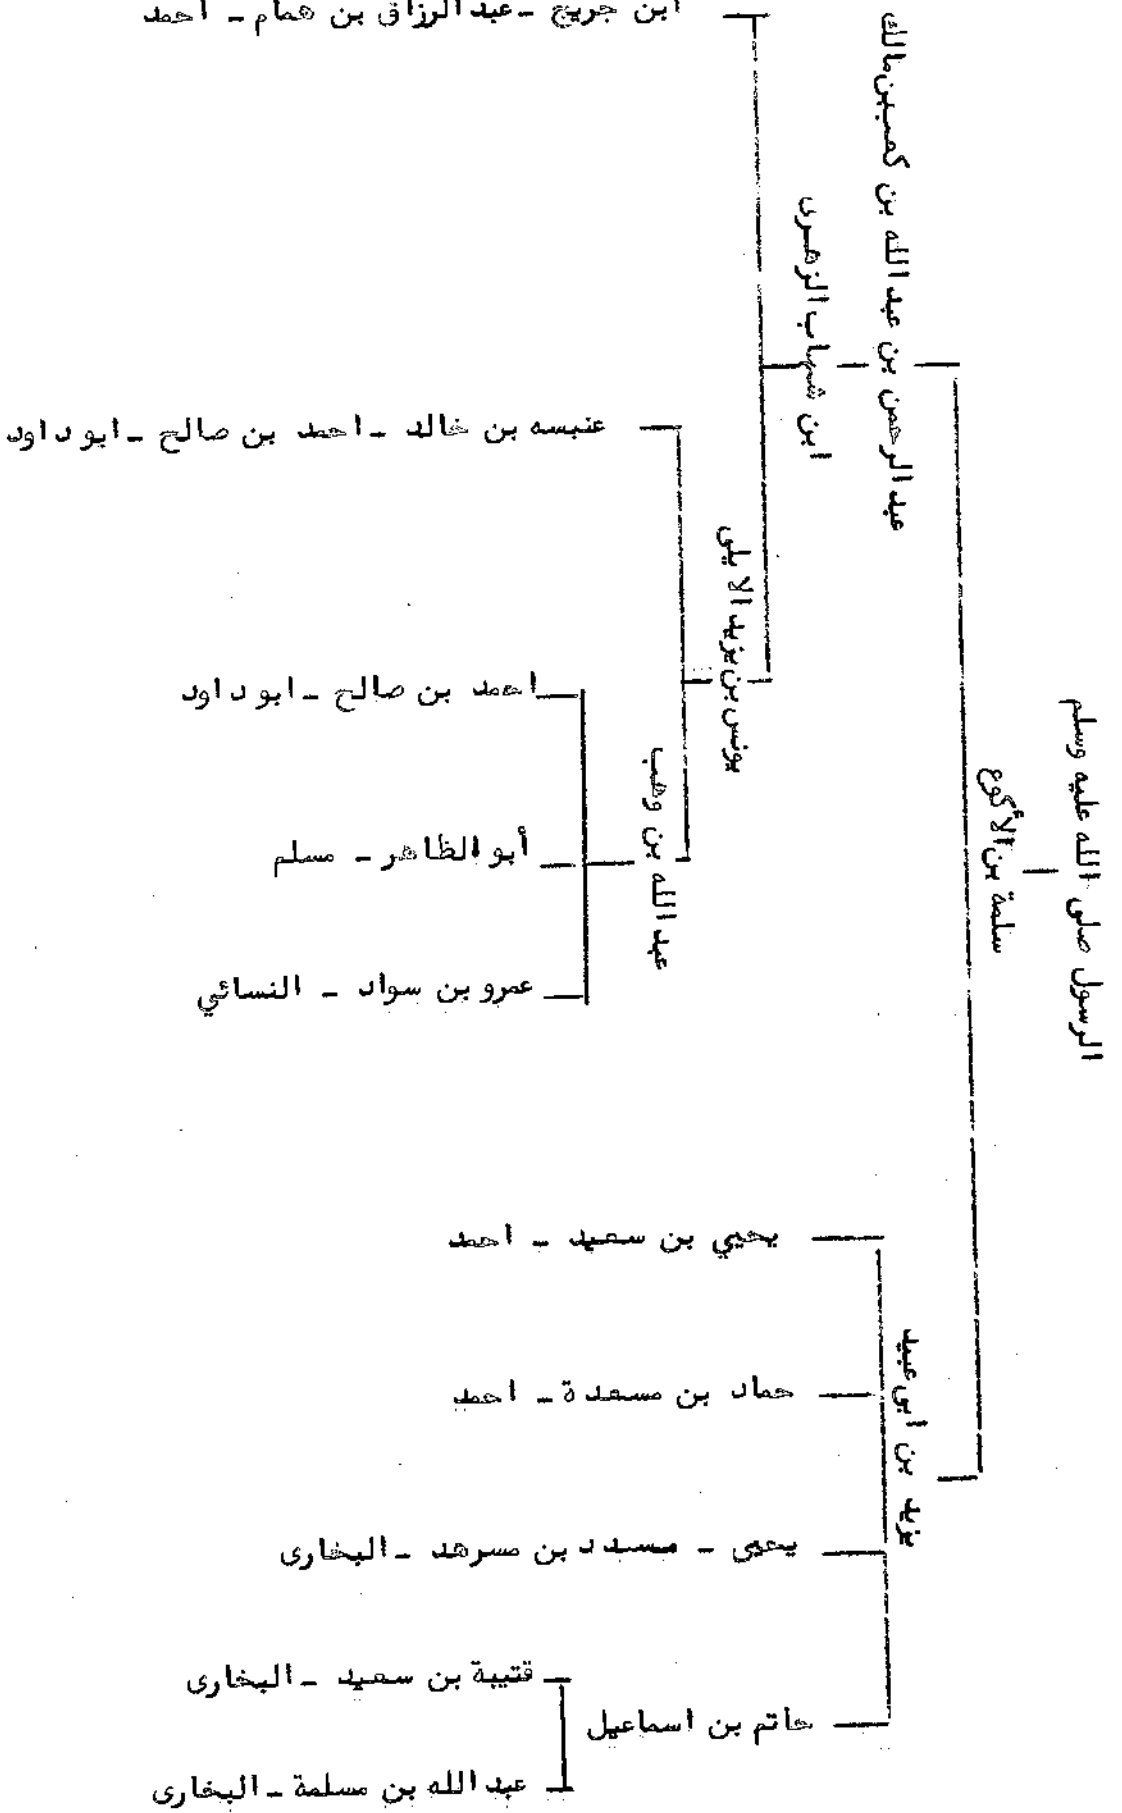 الرسول صلى الله عليه وسلم
سلمة بن الأكوع
عبد الرحمن بن عبد الله بن كعب بن مالك
ابن شهاب الزهرى
ابن جريج - عبد الرزاق بن همام - احمد
يونس بن يزيد الايلى
عنبسه بن خالد - احمد بن صالح - ابو داود
عبد الله بن وهب
احمد بن صالح - ابو داود
أبو الظاهر - مسلم
عمرو بن سواد - النسائي
يزيد بن ابى عبيد
يحيي بن سعيد - احمد
حماد بن مسعدة - احمد
يحيى - مسدد بن مسرهد - البخارى
حاتم بن اسماعيل
قتيبة بن سعيد - البخارى
عبد الله بن مسلمة - البخارى